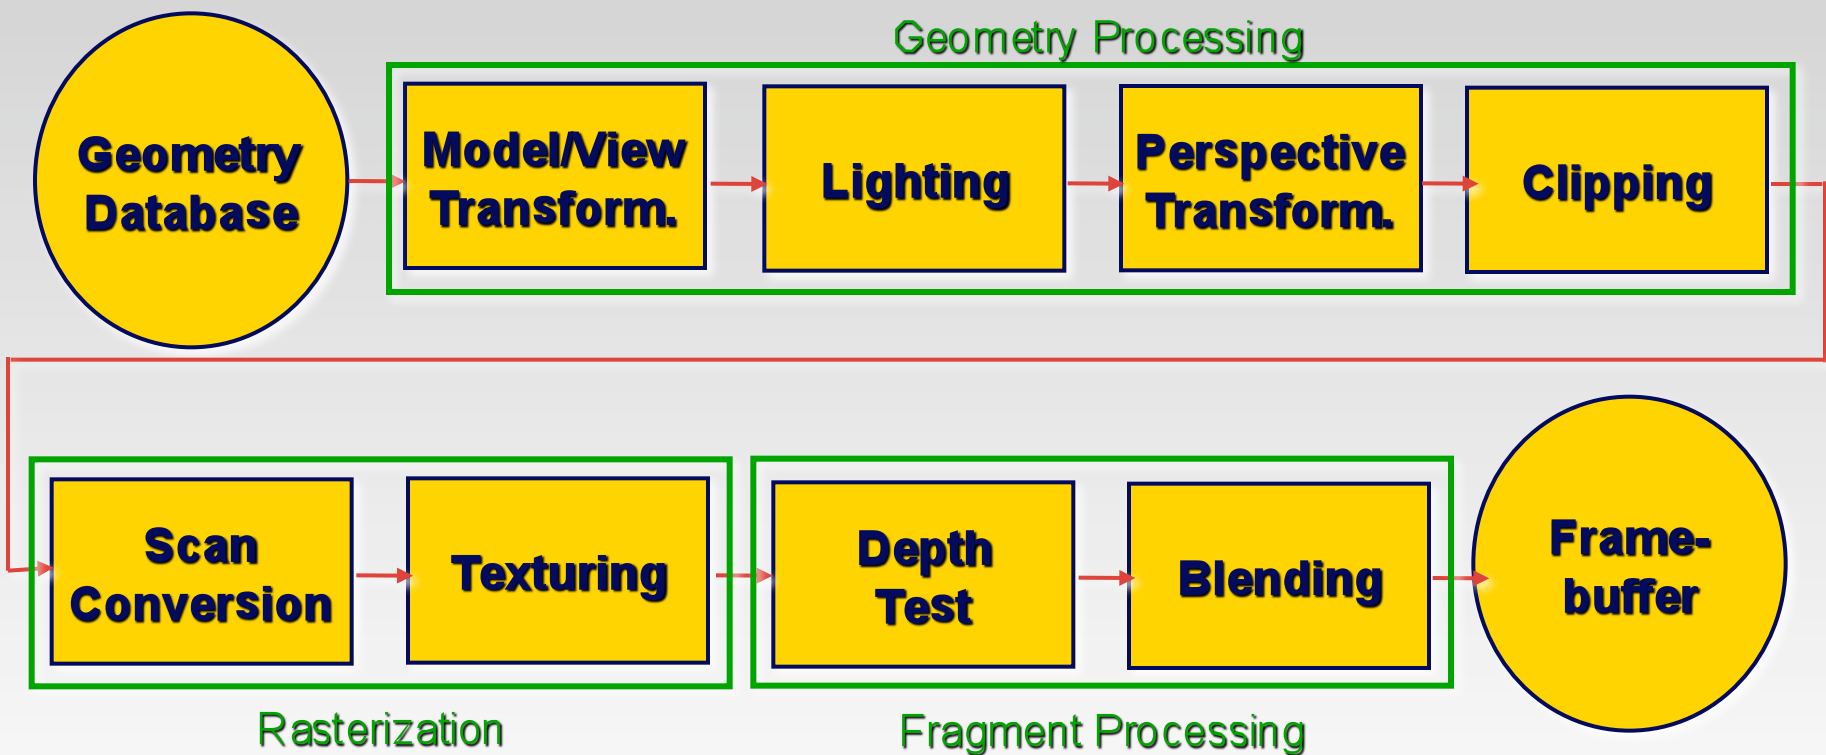 Geometry Processing
Geometry
Database
Model/View
Transform.
Lighting
Perspective
Transform.
Clipping
Scan
Conversion
Texturing
Depth
Test
Blending
Frame-
buffer
Rasterization
Fragment Processing